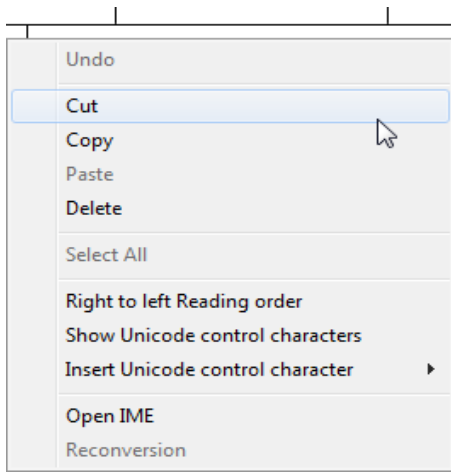 Undo
Cut
Copy
Paste
Delete
Select All
Right to left Reading order
Show Unicode control characters
Insert Unicode control character
Open IME
Reconversion